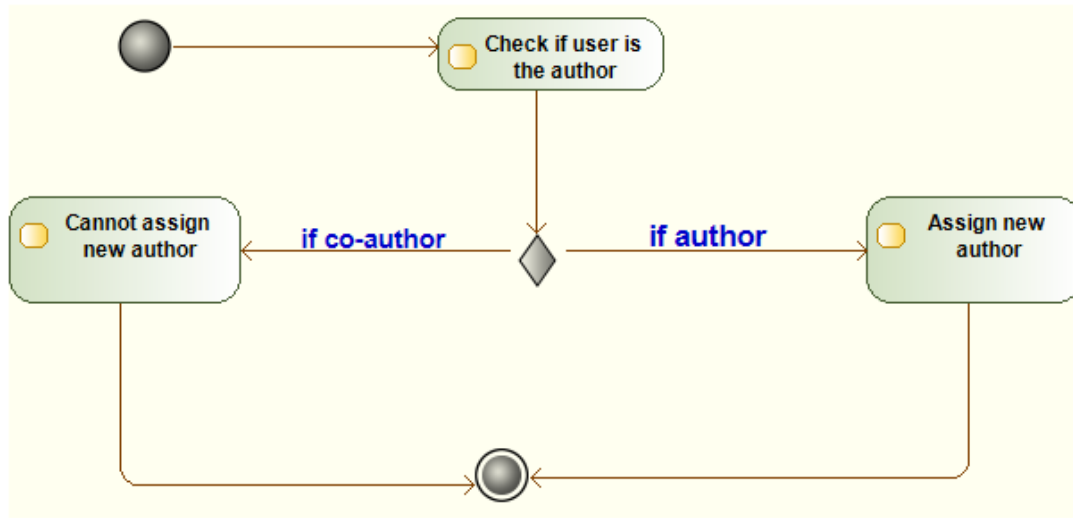 Check if user is
the author
Cannot assign
new author
if co-author
if author
Assign new
author